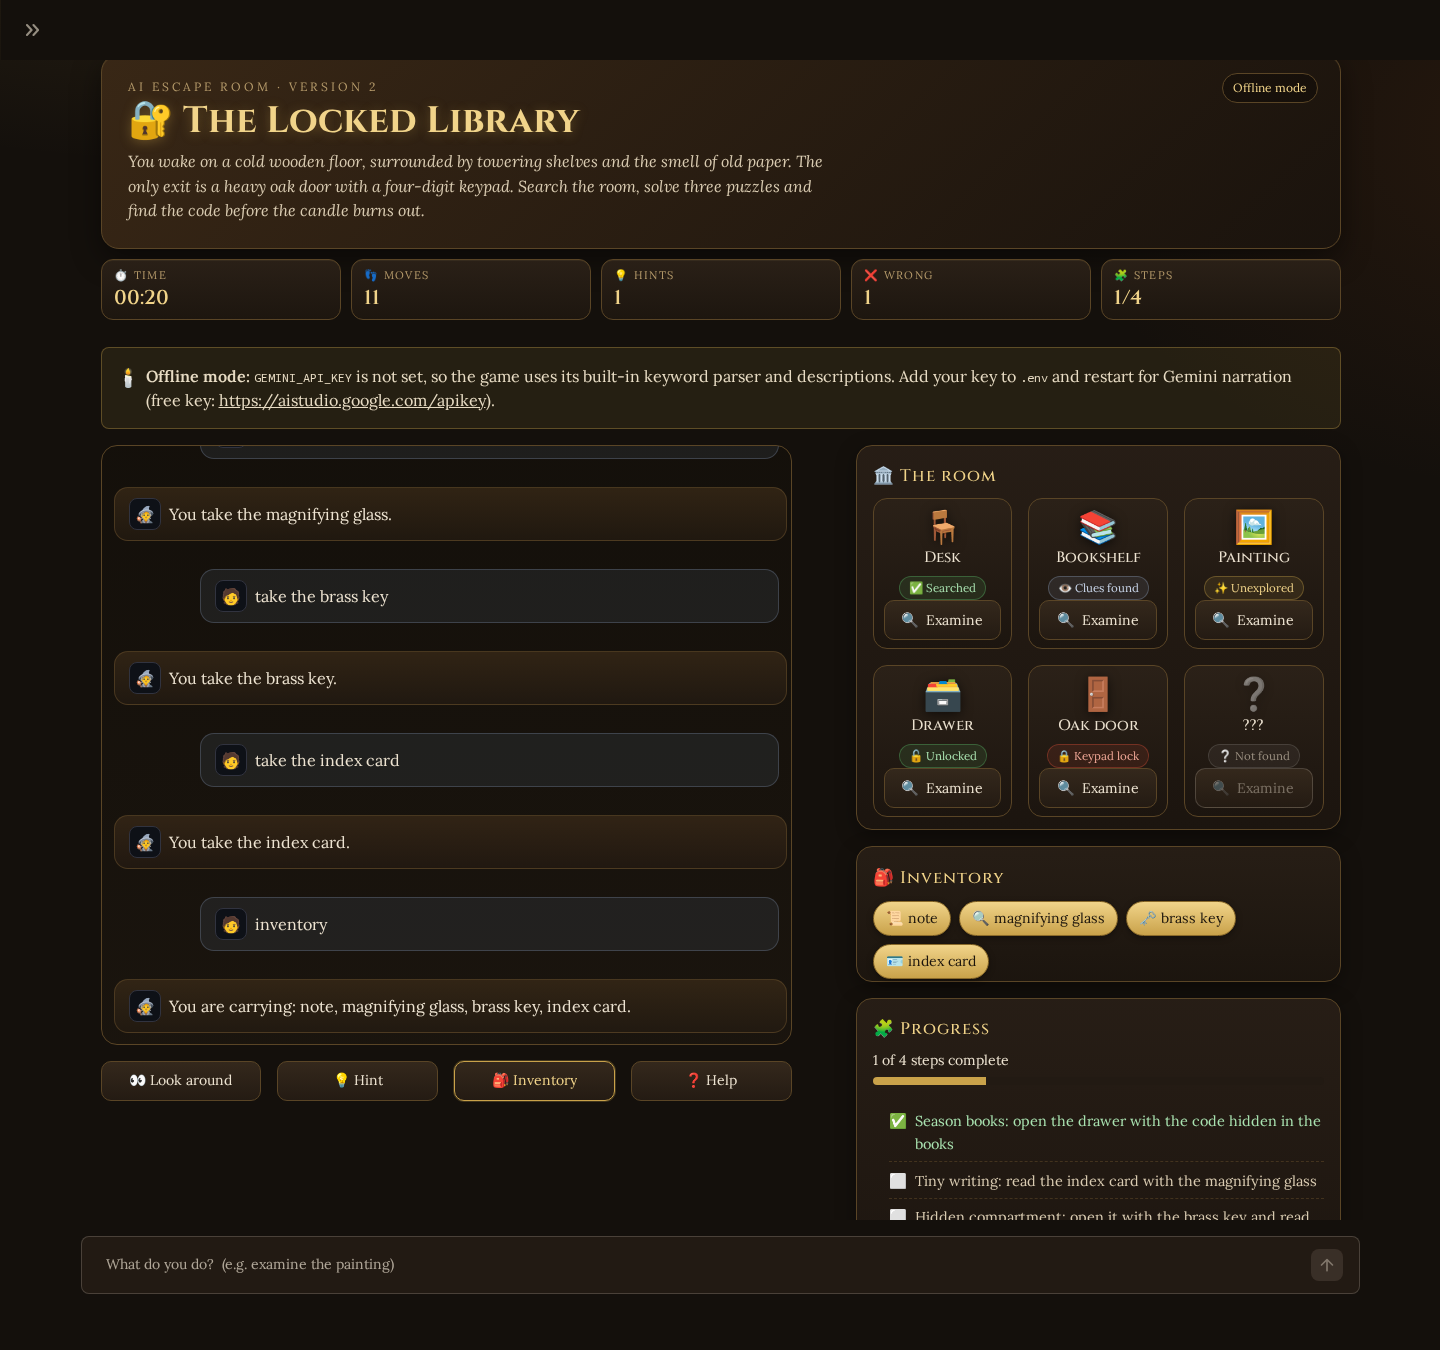 AI ESCAPE ROOM · VERSION 2
The Locked Library
Offline mode
You wake on a cold wooden floor, surrounded by towering shelves and the smell of old paper. The
only exit is a heavy oak door with a four-digit keypad. Search the room, solve three puzzles and
find the code before the candle burns out.
TIME
00:20
MOVES
11
HINTS
1
WRONG
1
STEPS
1/4
Offline mode: GEMINI_API_KEY is not set, so the game uses its built-in keyword parser and descriptions. Add your key to .env and restart for Gemini narration
(free key: https://aistudio.google.com/apikey).
You take the magnifying glass.
take the brass key
You take the brass key.
take the index card
You take the index card.
inventory
You are carrying: note, magnifying glass, brass key, index card.
Look around
Hint
Inventory
Help
The room
Desk
Searched
Examine
Bookshelf
Clues found
Examine
Painting
Unexplored
Examine
Drawer
Unlocked
Examine
Oak door
Keypad lock
Examine
???
Not found
Examine
Inventory
note
magnifying glass
brass key
index card
Progress
1 of 4 steps complete
Season books: open the drawer with the code hidden in the
books
Tiny writing: read the index card with the magnifying glass
Hidden compartment: open it with the brass key and read
What do you do? (e.g. examine the painting)